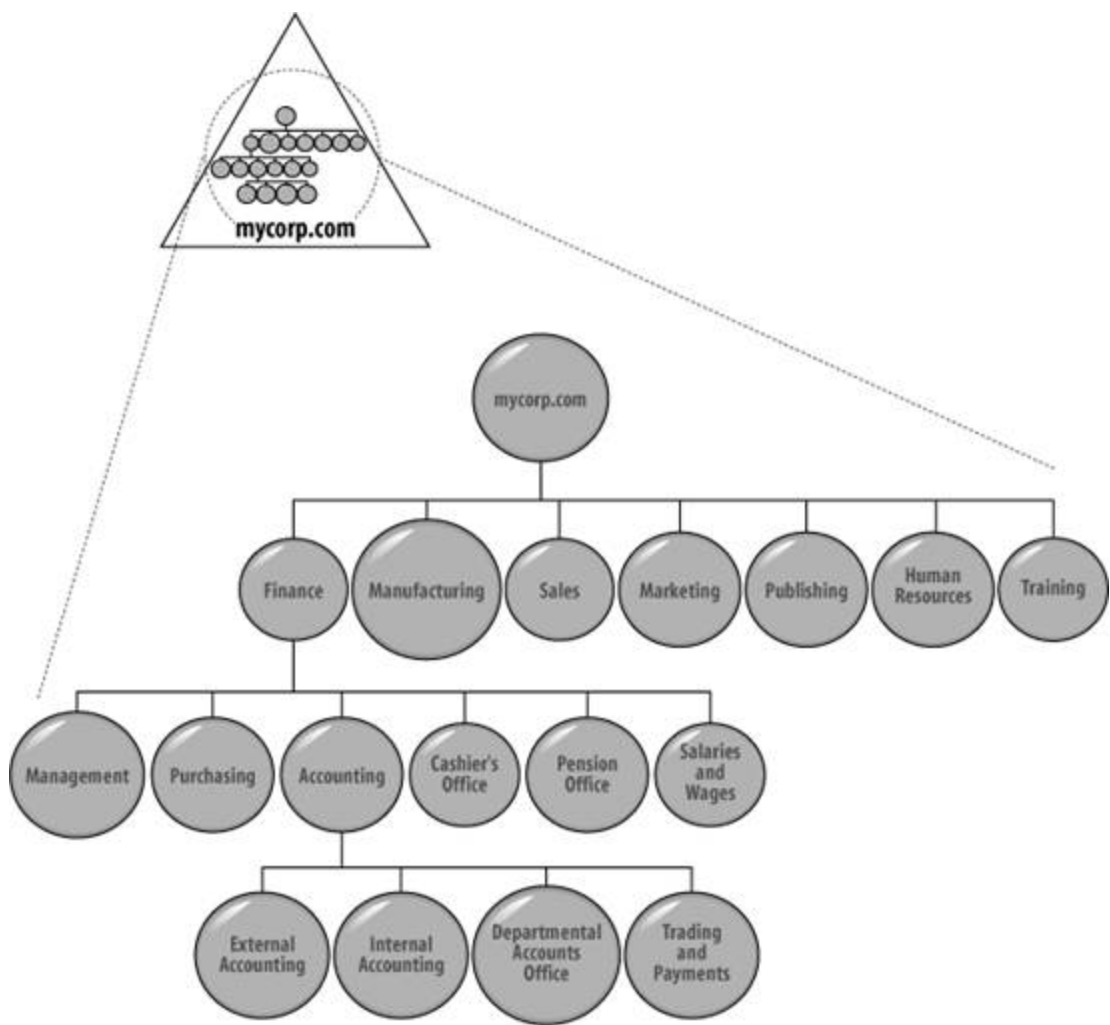 mycorp.com
mycorp.com
Finance
Manufacturing
Sales
Marketing
Publishing
Human
Resources
Training
Management
Purchasing
Accounting
Cashier's
Office
Pension
Office
Salaries
and
Wages
External
Accounting
Internal
Accounting
Departmental
Accounts
Office
Trading
and
Payments